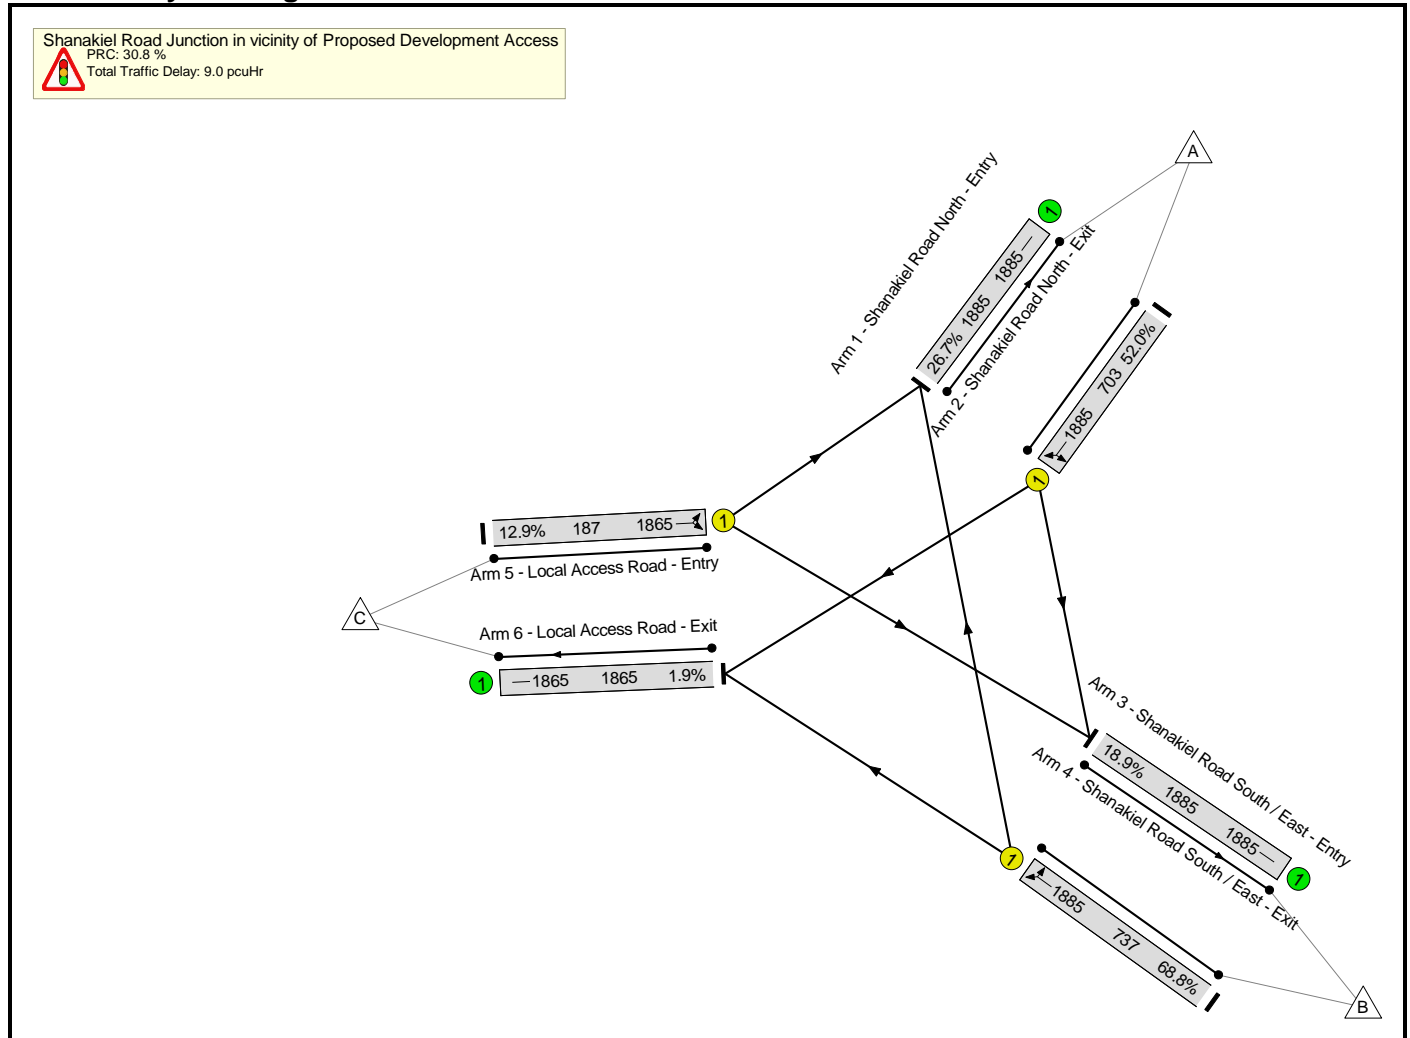 Shanakiel Road Junction in vicinity of Proposed Development Access
PRC: 30.8 %
Total Traffic Delay: 9.0 pcuHr
A
Arm 1 - Shanakiel Road North - Entry
1
26.7% 1885 1885
Arm 2 - Shanakiel Road North - Exit
1885 703 52.0%
1
12.9% 187 1865
1
Arm 5 - Local Access Road - Entry
C
Arm 6 - Local Access Road - Exit
1
1865 1865 1.9%
Arm 3 - Shanakiel Road South / East - Entry
18.9% 1885 1885
1
Arm 4 - Shanakiel Road South / East - Exit
1
1885 737 68.8%
B